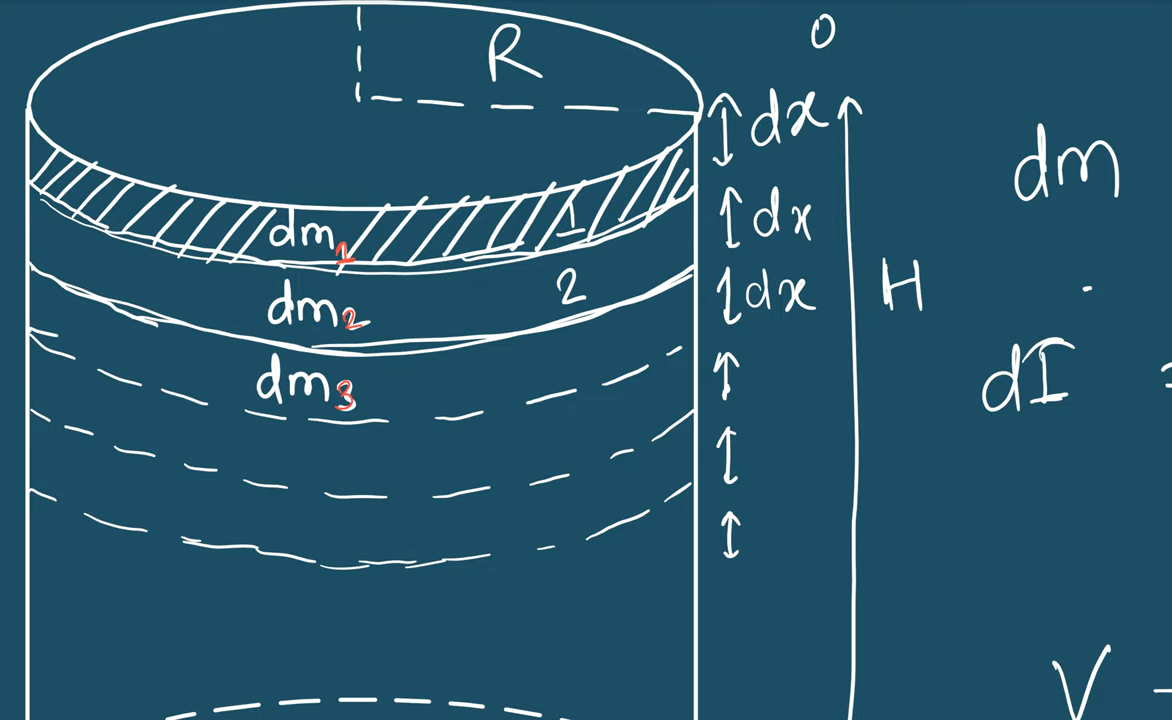 R
0
dx
dm
dm1
1
dx
dm2
2
dx
H
dm3
dI =
V